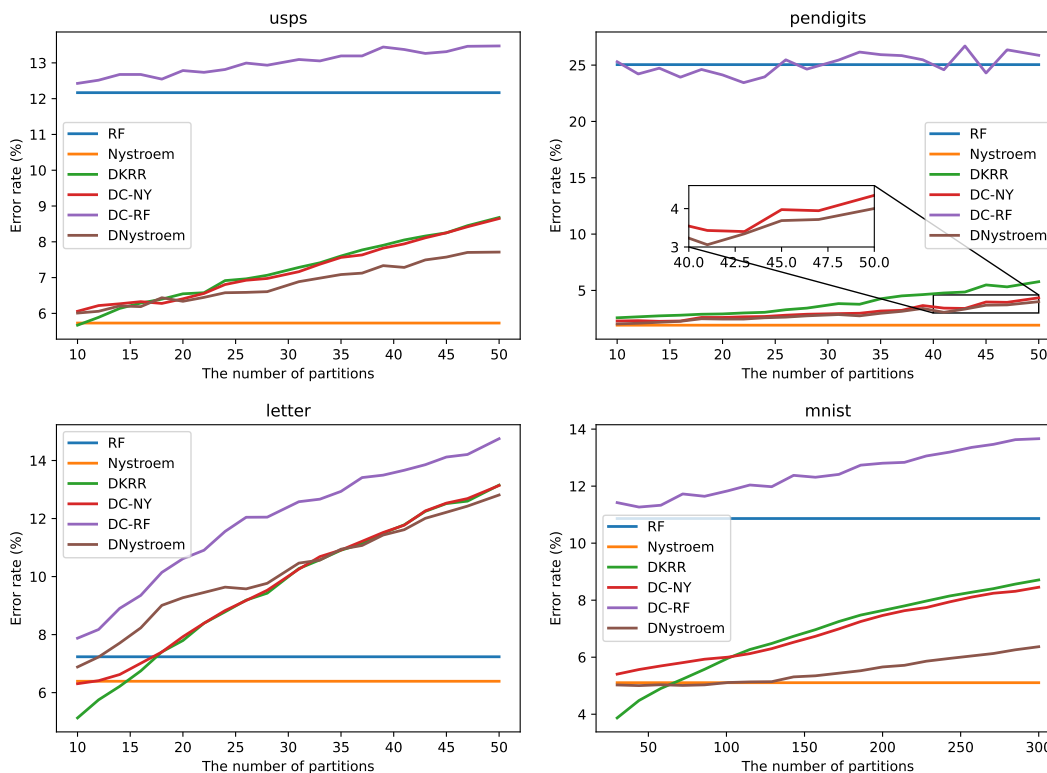 usps
13
12
11
10
9
8
7
6
Error rate (%)
RF
Nystroem
DKRR
DC-NY
DC-RF
DNystroem
10 15 20 25 30 35 40 45 50
The number of partitions
pendigits
25
20
15
10
5
Error rate (%)
RF
Nystroem
DKRR
DC-NY
DC-RF
DNystroem
4
3
40.0 42.5 45.0 47.5 50.0
10 15 20 25 30 35 40 45 50
The number of partitions
letter
14
12
10
8
6
Error rate (%)
RF
Nystroem
DKRR
DC-NY
DC-RF
DNystroem
10 15 20 25 30 35 40 45 50
The number of partitions
mnist
14
12
10
8
6
4
Error rate (%)
RF
Nystroem
DKRR
DC-NY
DC-RF
DNystroem
50 100 150 200 250 300
The number of partitions